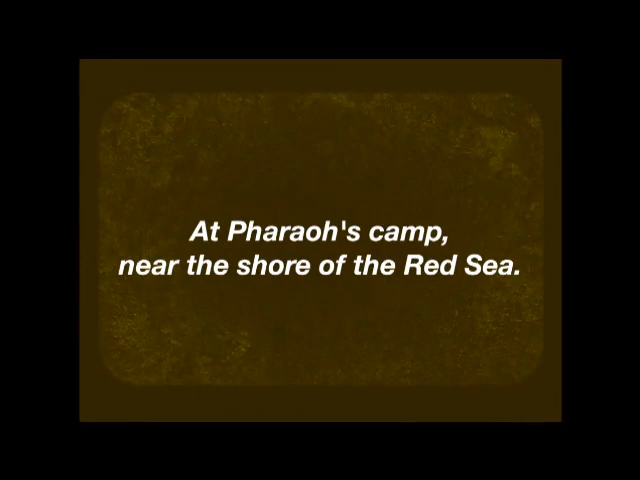 At Pharaoh's camp,
near the shore of the Red Sea.